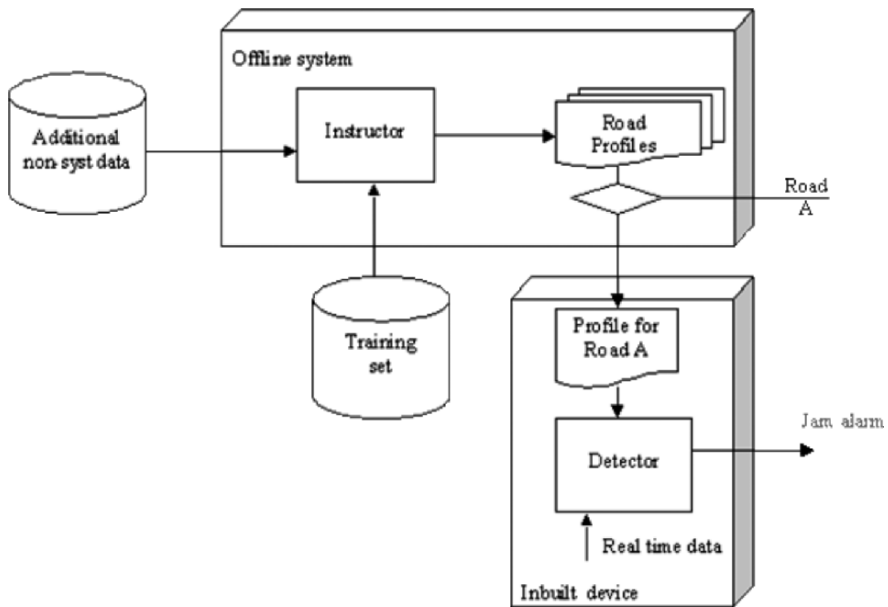 Offline system
Additional
non-syst data
Instructor
Road
Profiles
Road
A
Training
set
Profile for
Road A
Detector
Jam alarm
Real time data
Inbuilt device